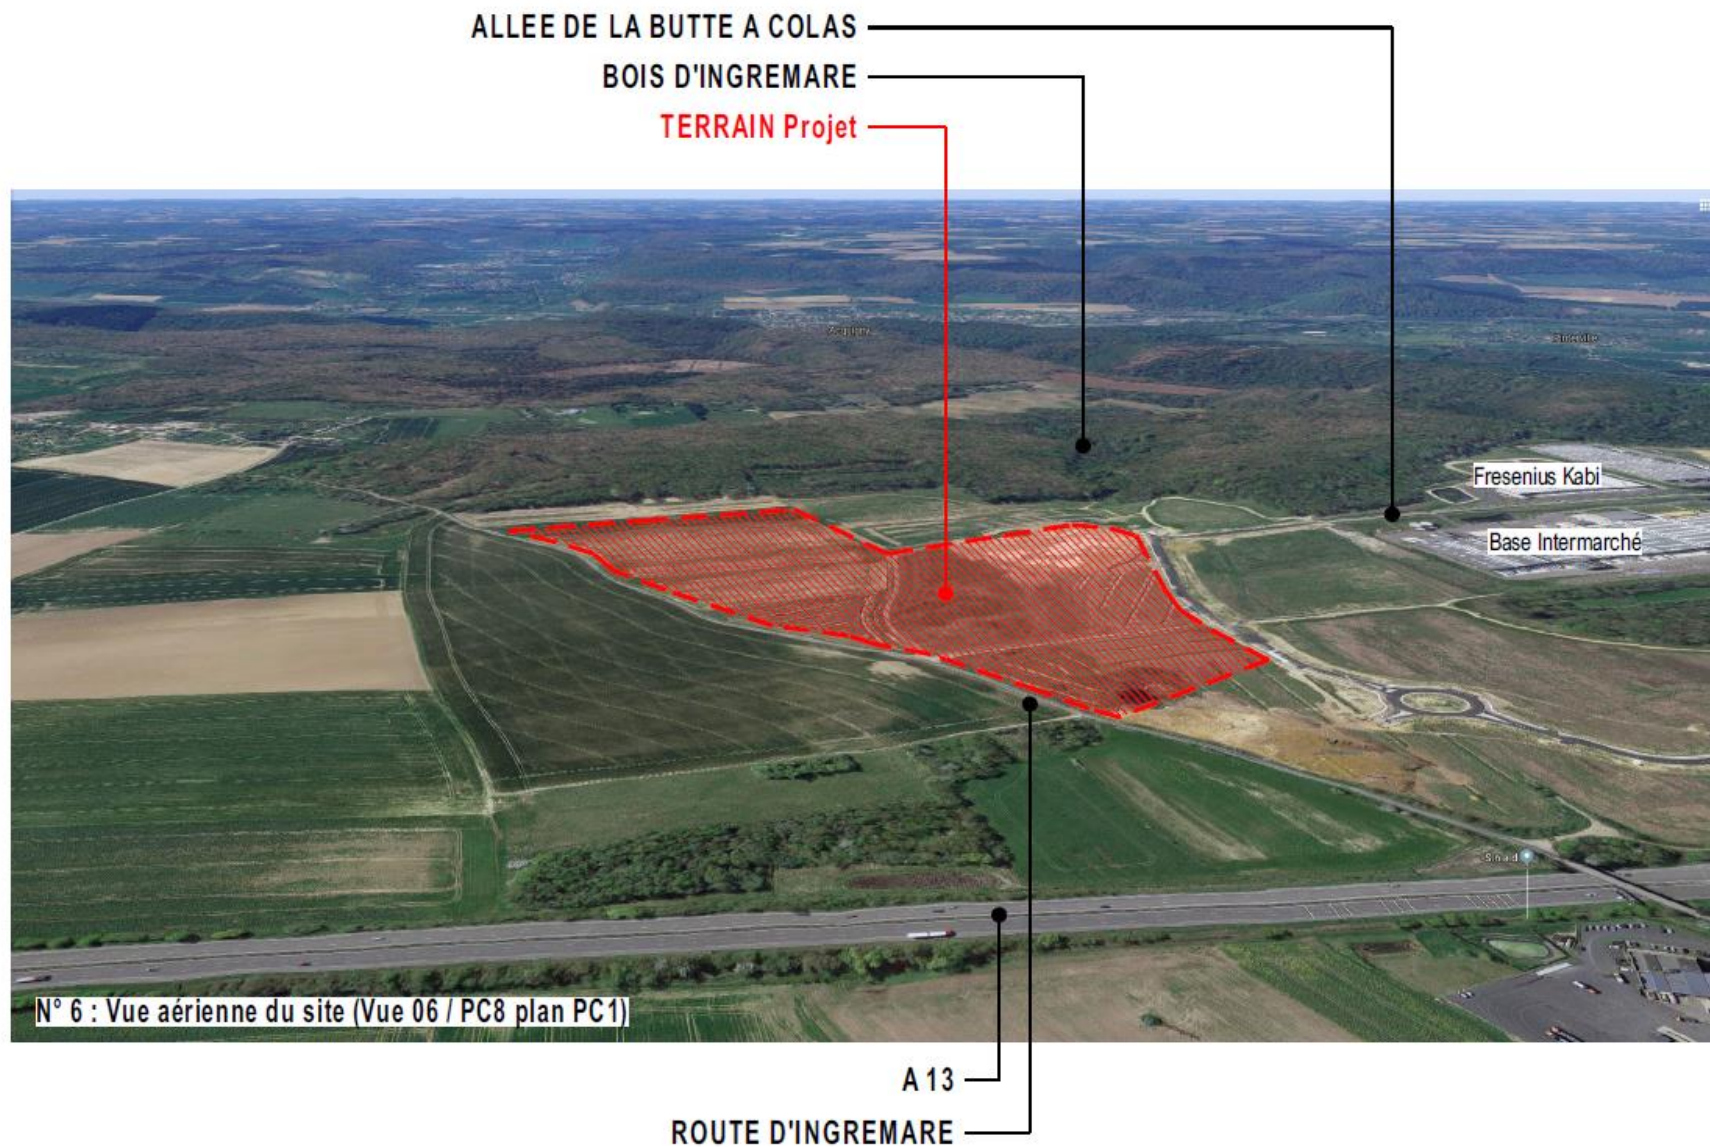 ALLEE DE LA BUTTE A COLAS
BOIS D'INGREMARE
TERRAIN Projet
Acquigny
Fresenius Kabi
Base Intermarché
N° 6 : Vue aérienne du site (Vue 06 / PC8 plan PC1)
A 13
ROUTE D'INGREMARE